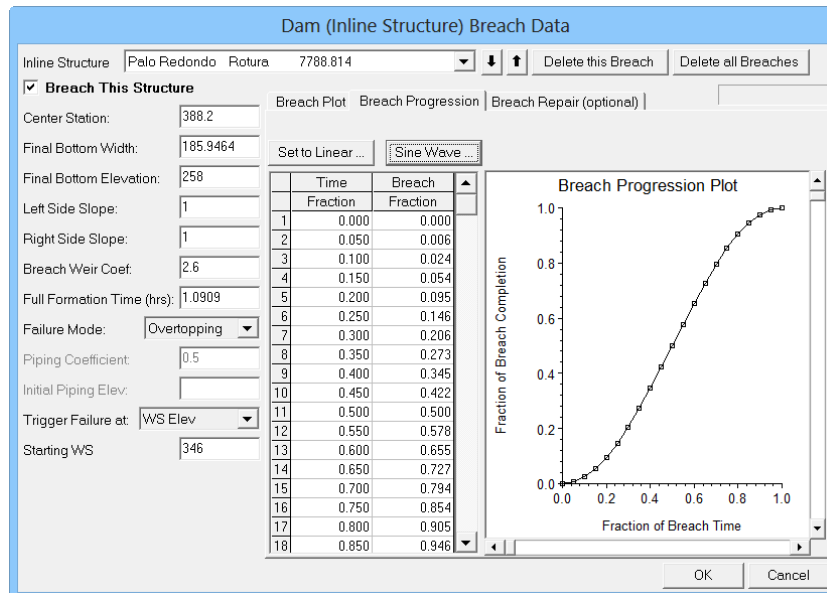 Dam (Inline Structure) Breach Data
Inline Structure Palo Redondo Rotura 7788.814 Delete this Breach Delete all Breaches
Breach This Structure
Center Station: 388.2
Final Bottom Width: 185.9464
Final Bottom Elevation: 258
Left Side Slope: 1
Right Side Slope: 1
Breach Weir Coef: 2.6
Full Formation Time (hrs): 1.0909
Failure Mode: Overtopping
Piping Coefficient: 0.5
Initial Piping Elev:
Trigger Failure at: WS Elev
Starting WS 346
Breach Plot Breach Progression Breach Repair (optional)
Set to Linear ... Sine Wave ...
Time Breach
Fraction Fraction
1 0.000 0.000
2 0.050 0.006
3 0.100 0.024
4 0.150 0.054
5 0.200 0.095
6 0.250 0.146
7 0.300 0.206
8 0.350 0.273
9 0.400 0.345
10 0.450 0.422
11 0.500 0.500
12 0.550 0.578
13 0.600 0.655
14 0.650 0.727
15 0.700 0.794
16 0.750 0.854
17 0.800 0.905
18 0.850 0.946
Breach Progression Plot
Fraction of Breach Completion
1.0
0.8
0.6
0.4
0.2
0.0
0.0 0.2 0.4 0.6 0.8 1.0
Fraction of Breach Time
OK Cancel